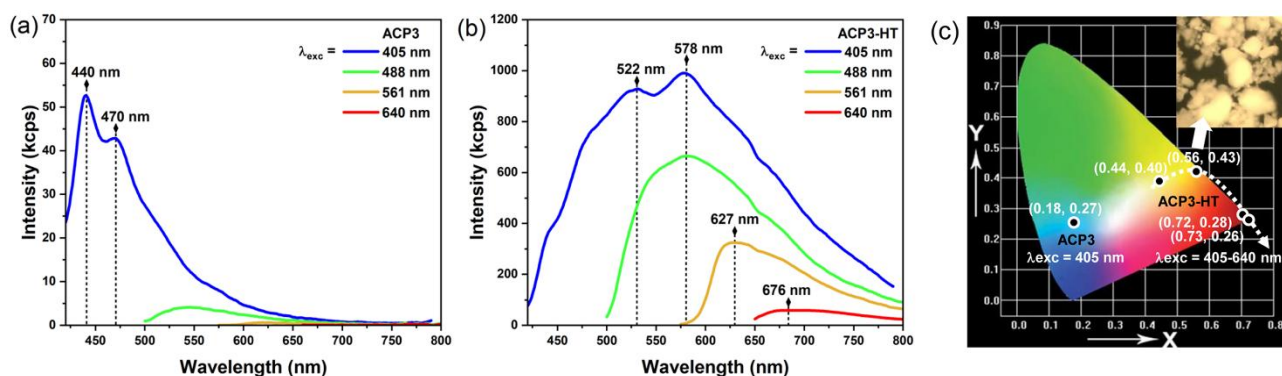 (a)
70
60
50
40
30
20
10
0
Intensity (kcps)
440 nm
470 nm
ACP3
λexc =
405 nm
488 nm
561 nm
640 nm
450 500 550 600 650 700 750 800
Wavelength (nm)
(b)
1200
1000
800
600
400
200
0
Intensity (kcps)
522 nm
578 nm
627 nm
676 nm
ACP3-HT
λexc =
405 nm
488 nm
561 nm
640 nm
450 500 550 600 650 700 750 800
Wavelength (nm)
(c)
0.9
0.8
0.7
0.6
0.5
0.4
0.3
0.2
0.1
0.0
Y
(0.56, 0.43)
(0.44, 0.40)
ACP3-HT
(0.18, 0.27)
(0.72, 0.28)
ACP3
(0.73, 0.26)
λexc = 405 nm
λexc = 405-640 nm
0.0 0.1 0.2 0.3 0.4 0.5 0.6 0.7 0.8
X